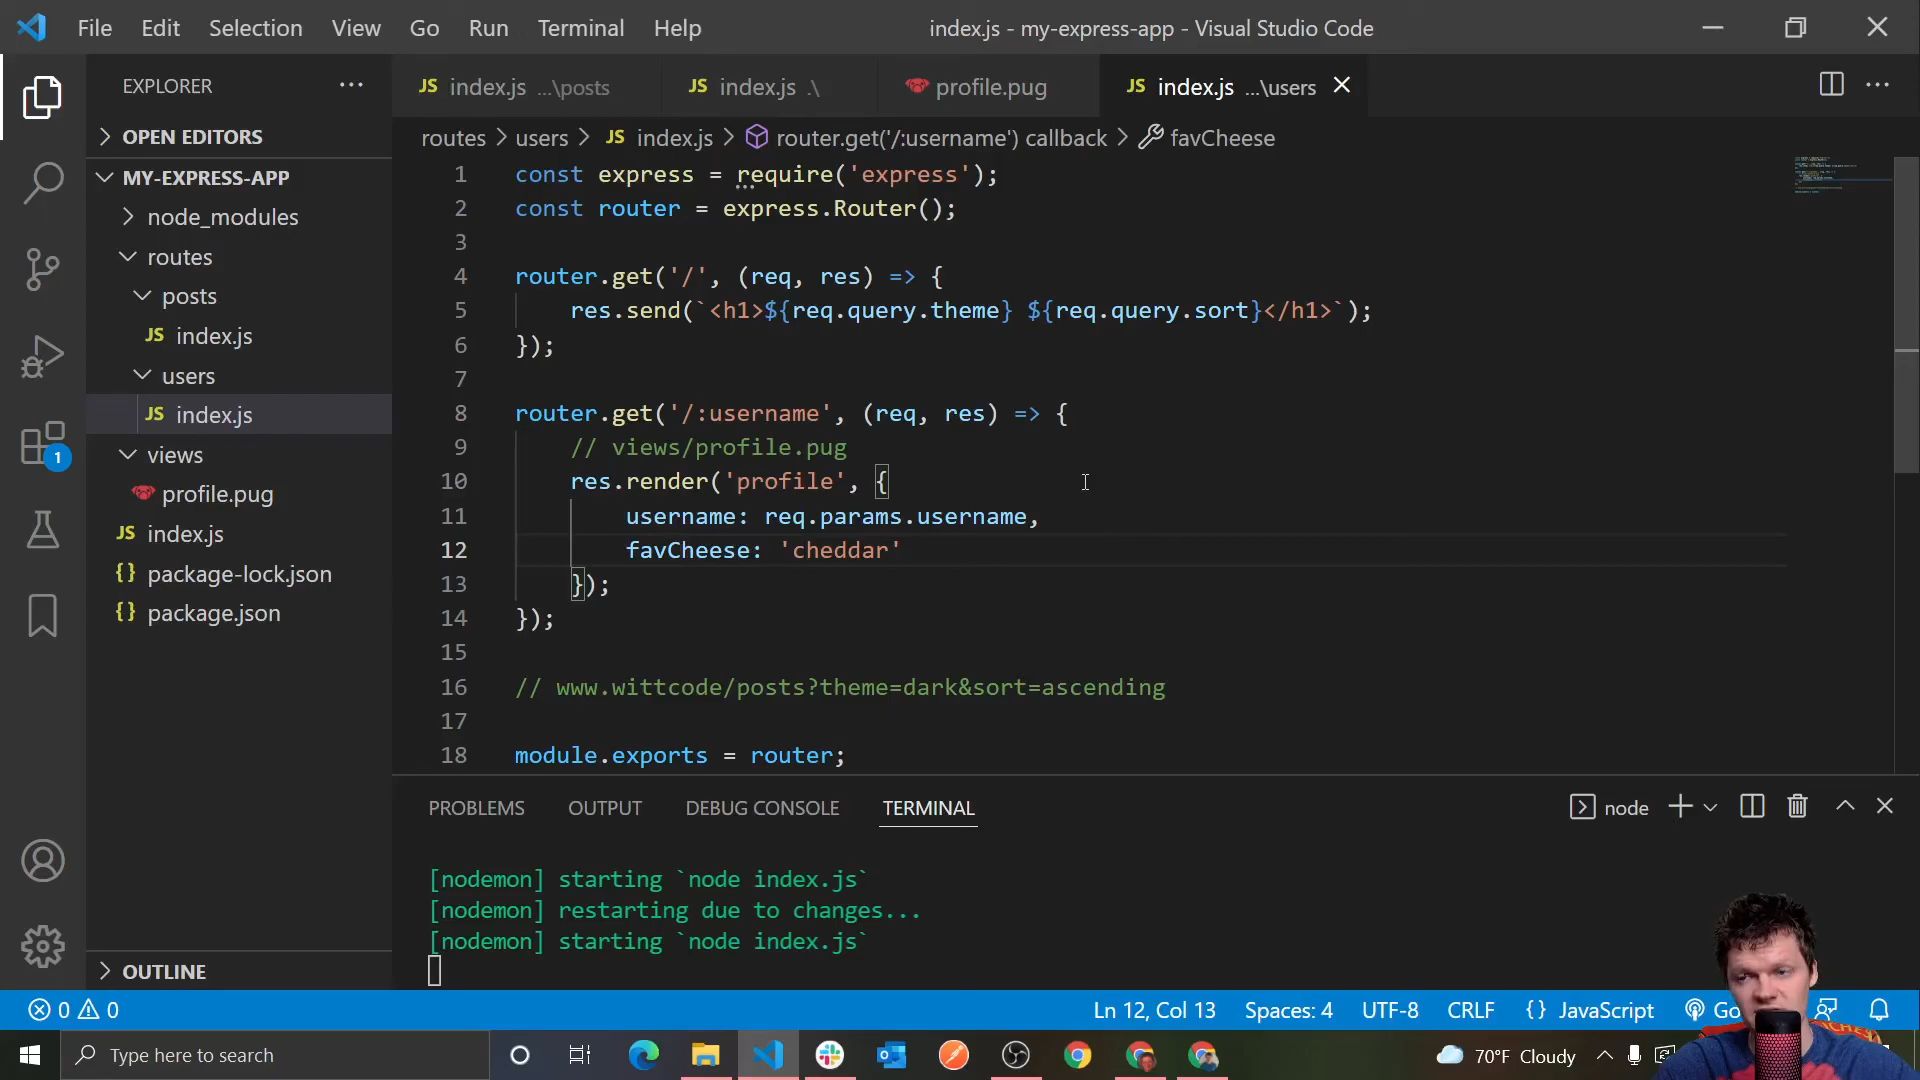 File Edit Selection View Go Run Terminal Help
index.js - my-express-app - Visual Studio Code
EXPLORER
JS index.js ...\posts
JS index.js .\
profile.pug
JS index.js ...\users
OPEN EDITORS
routes > users > JS index.js > router.get('/:username') callback > favCheese
MY-EXPRESS-APP
node_modules
routes
posts
JS index.js
users
JS index.js
views
profile.pug
JS index.js
{} package-lock.json
{} package.json
1
OUTLINE
1 const express = require('express');
2 const router = express.Router();
3
4 router.get('/', (req, res) => {
5 res.send(`<h1>${req.query.theme} ${req.query.sort}</h1>`);
6 });
7
8 router.get('/:username', (req, res) => {
9 // views/profile.pug
10 res.render('profile', {
11 username: req.params.username,
12 favCheese: 'cheddar'
13 });
14 });
15
16 // www.wittcode/posts?theme=dark&sort=ascending
17
18 module.exports = router;
PROBLEMS OUTPUT DEBUG CONSOLE TERMINAL
node
[nodemon] starting `node index.js`
[nodemon] restarting due to changes...
[nodemon] starting `node index.js`
0 0
Ln 12, Col 13 Spaces: 4 UTF-8 CRLF {} JavaScript
Type here to search
70°F Cloudy